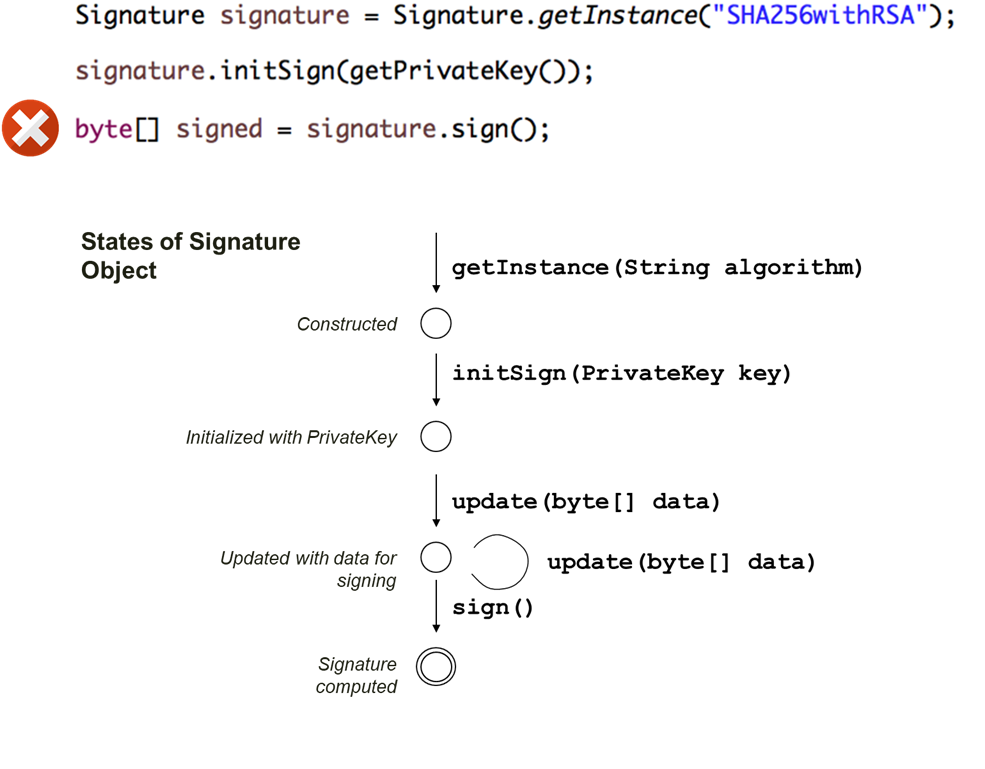 Signature signature = Signature.getInstance("SHA256withRSA");
signature.initSign(getPrivateKey());
byte[] signed = signature.sign();
States of Signature
Object
getInstance(String algorithm)
Constructed
initSign(PrivateKey key)
Initialized with PrivateKey
update(byte[] data)
Updated with data for
signing
update(byte[] data)
sign()
Signature
computed